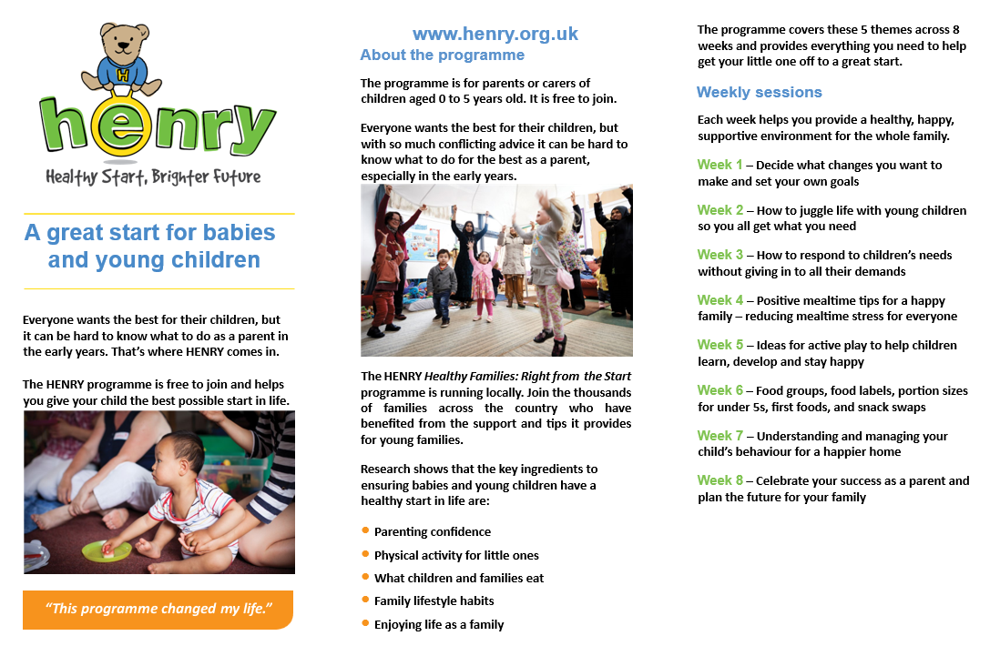 H
henry
Healthy Start, Brighter Future
A great start for babies
and young children
Everyone wants the best for their children, but
it can be hard to know what to do as a parent in
the early years. That’s where HENRY comes in.
The HENRY programme is free to join and helps
you give your child the best possible start in life.
“This programme changed my life.”
www.henry.org.uk
About the programme
The programme is for parents or carers of
children aged 0 to 5 years old. It is free to join.
Everyone wants the best for their children, but
with so much conflicting advice it can be hard to
know what to do for the best as a parent,
especially in the early years.
The HENRY Healthy Families: Right from the Start
programme is running locally. Join the thousands
of families across the country who have
benefited from the support and tips it provides
for young families.
Research shows that the key ingredients to
ensuring babies and young children have a
healthy start in life are:
• Parenting confidence
• Physical activity for little ones
• What children and families eat
• Family lifestyle habits
• Enjoying life as a family
The programme covers these 5 themes across 8
weeks and provides everything you need to help
get your little one off to a great start.
Weekly sessions
Each week helps you provide a healthy, happy,
supportive environment for the whole family.
Week 1 – Decide what changes you want to
make and set your own goals
Week 2 – How to juggle life with young children
so you all get what you need
Week 3 – How to respond to children’s needs
without giving in to all their demands
Week 4 – Positive mealtime tips for a happy
family – reducing mealtime stress for everyone
Week 5 – Ideas for active play to help children
learn, develop and stay happy
Week 6 – Food groups, food labels, portion sizes
for under 5s, first foods, and snack swaps
Week 7 – Understanding and managing your
child’s behaviour for a happier home
Week 8 – Celebrate your success as a parent and
plan the future for your family